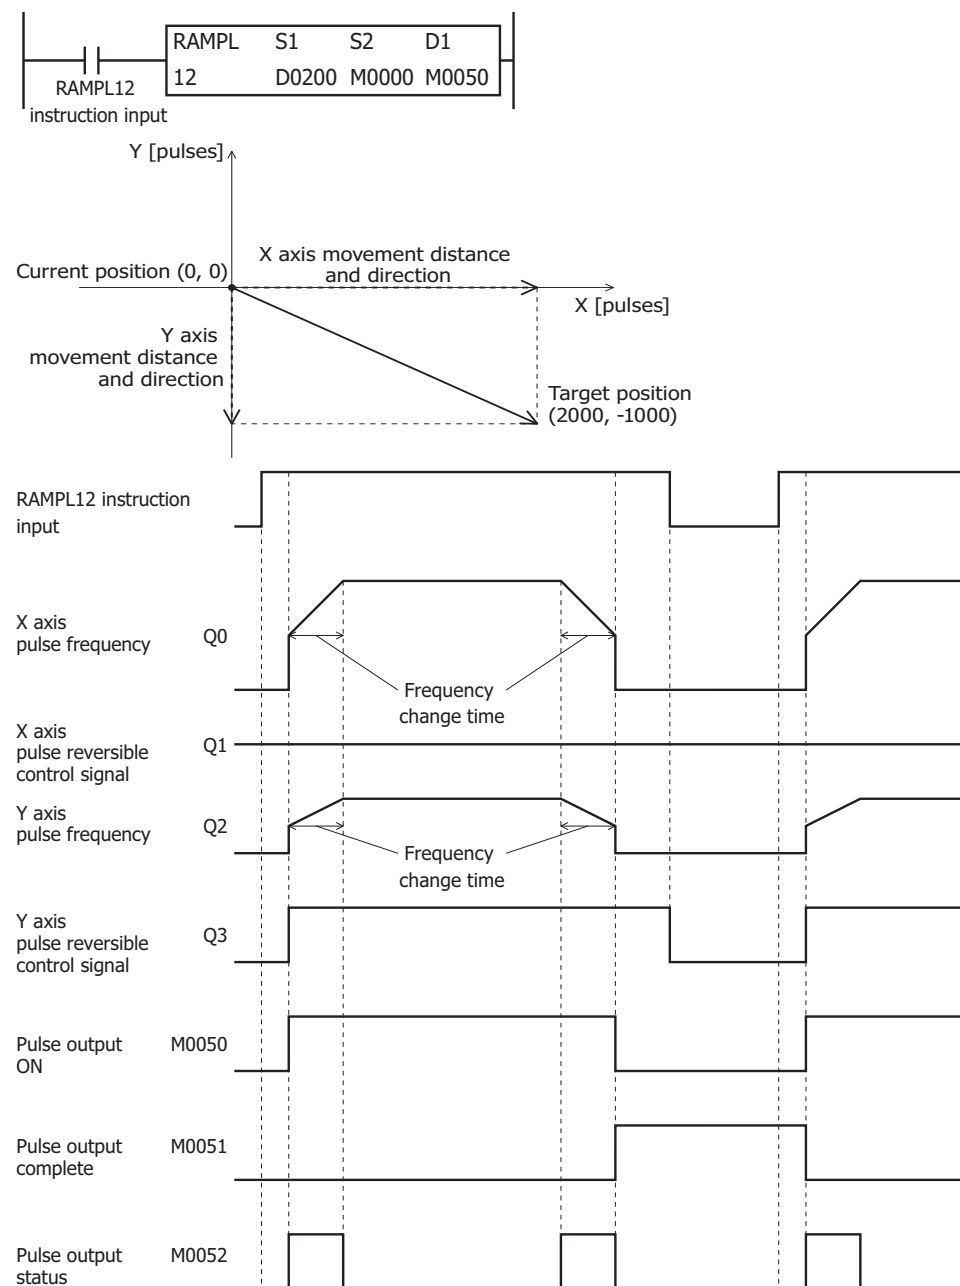 RAMPL S1 S2 D1
12 D0200 M0000 M0050
RAMPL12
instruction input
Y [pulses]
X axis movement distance
and direction
Current position (0, 0)
X [pulses]
Y axis
movement distance
and direction
Target position
(2000, -1000)
RAMPL12 instruction
input
X axis
pulse frequency Q0
Frequency
change time
X axis
pulse reversible Q1
control signal
Y axis
pulse frequency Q2
Frequency
change time
Y axis
pulse reversible Q3
control signal
Pulse output M0050
ON
Pulse output M0051
complete
Pulse output M0052
status